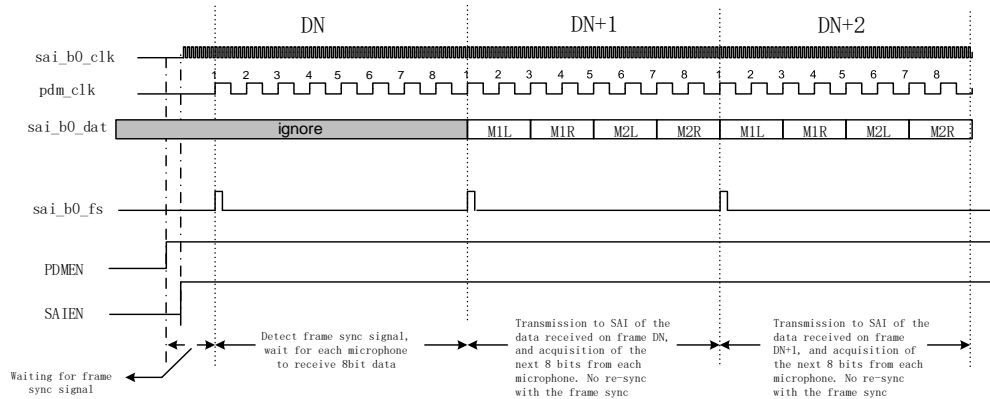 DN DN+1 DN+2
sai_b0_clk
1 2 3 4 5 6 7 8 1 2 3 4 5 6 7 8 1 2 3 4 5 6 7 8
pdm_clk
sai_b0_dat ignore M1L M1R M2L M2R M1L M1R M2L M2R
sai_b0_fs
PDMEN
SAIEN
Waiting for frame
sync signal
Detect frame sync signal,
wait for each microphone
to receive 8bit data
Transmission to SAI of the
data received on frame DN,
and acquisition of the
next 8 bits from each
microphone. No re-sync
with the frame sync
Transmission to SAI of the
data received on frame
DN+1, and acquisition of
the next 8 bits from each
microphone. No re-sync
with the frame sync